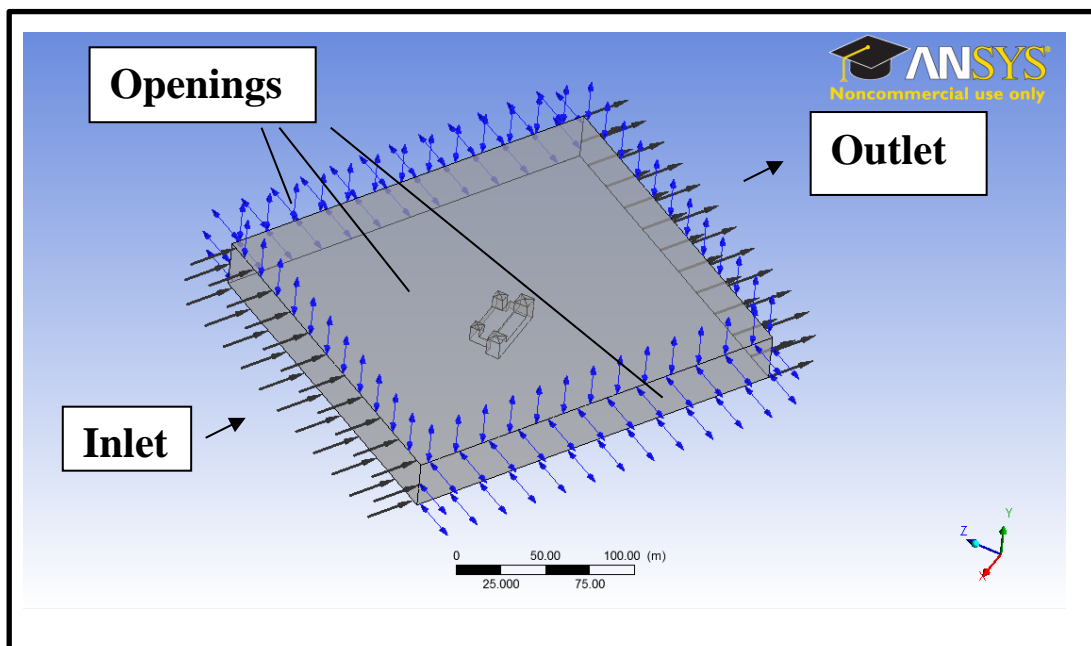 Openings
ANSYS
Noncommercial use only
Outlet
Inlet
0 50.00 100.00 (m)
25.000 75.00
Y
Z
X